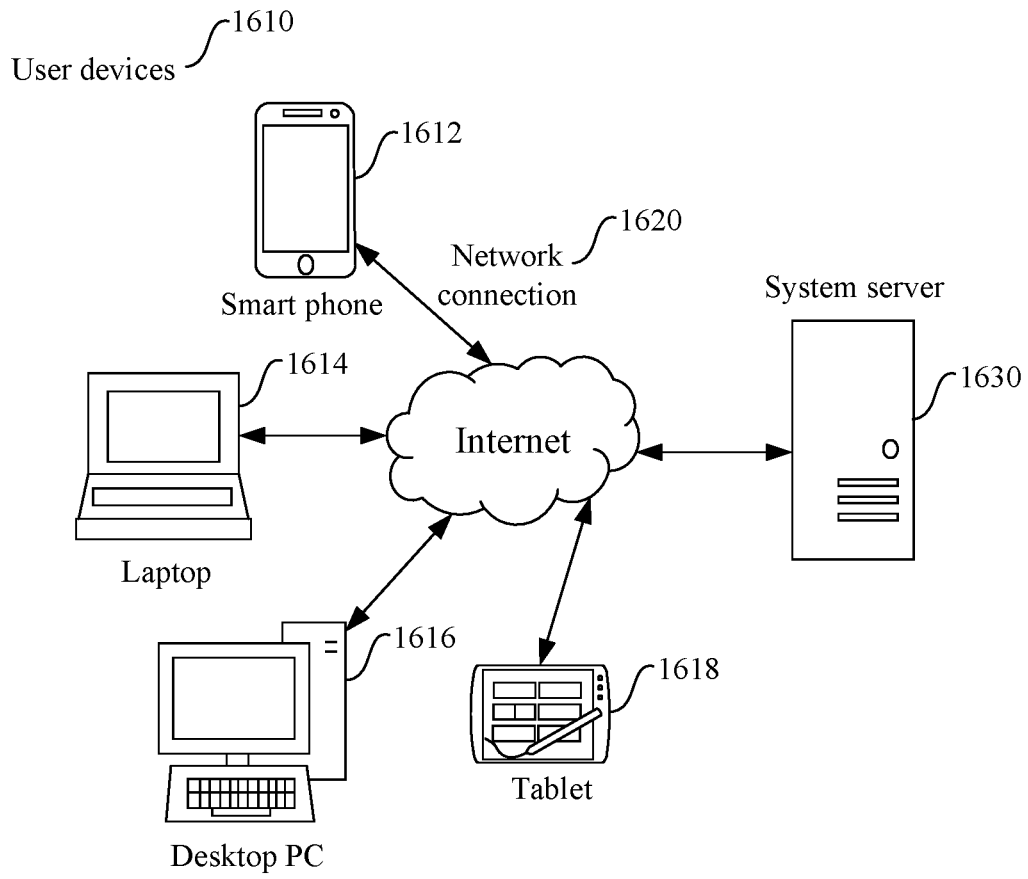 1610
User devices
1612
1620
Network
connection
System server
Smart phone
1614
1630
Internet
Laptop
1616
1618
Tablet
Desktop PC